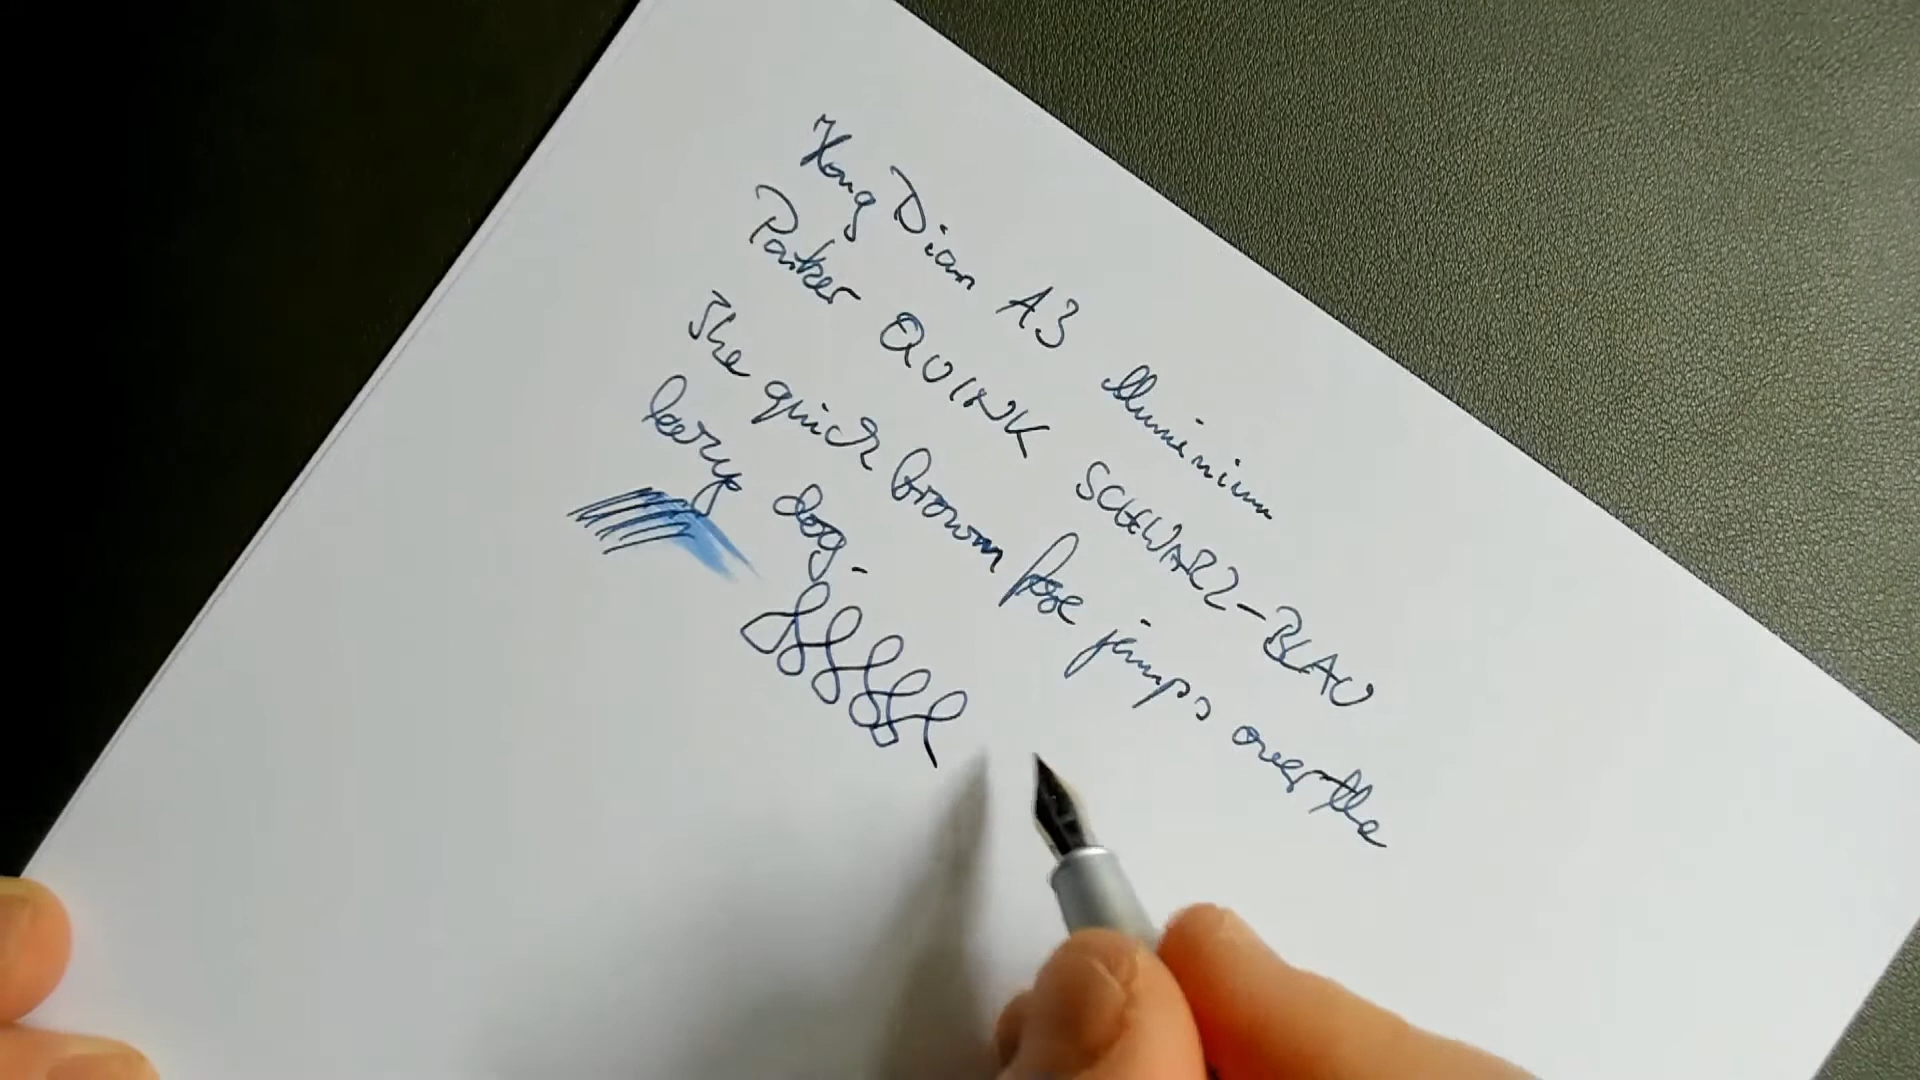 Hong Dian A3 Aluminium
Parker QUINK SCHWARZ-BLAU
The quick brown fox jumps over the
lazy dog.